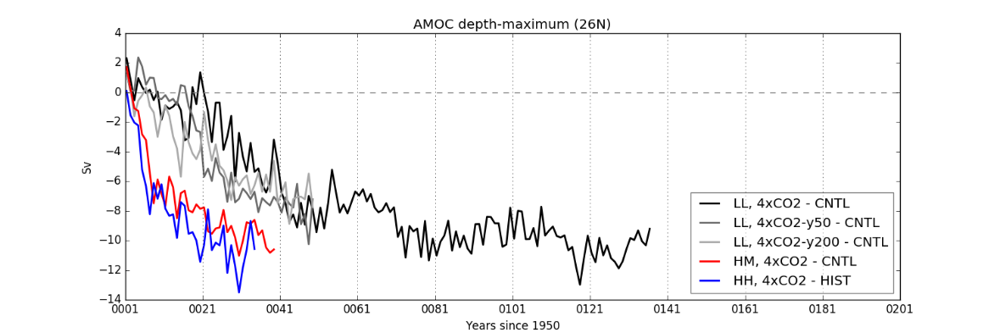 AMOC depth-maximum (26N)
4
2
0
−2
−4
−6
−8
−10
−12
−14
Sv
0001 0021 0041 0061 0081 0101 0121 0141 0161 0181 0201
Years since 1950
LL, 4xCO2 - CNTL
LL, 4xCO2-y50 - CNTL
LL, 4xCO2-y200 - CNTL
HM, 4xCO2 - CNTL
HH, 4xCO2 - HIST